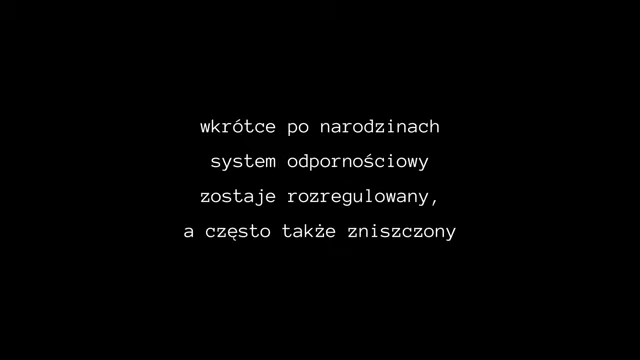 wkrótce po narodzinach
system odpornościowy
zostaje rozregulowany,
a często także zniszczony